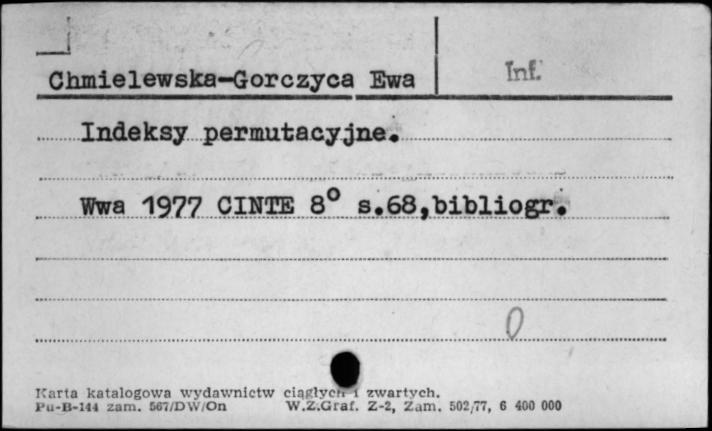 Chmielewska-Gorczyca Ewa
Inf.
Indeksy permutacyjne.
Wwa 1977 CINTE 8° s.68,bibliogr.
0
Karta katalogowa wydawnictw ciągłych i zwartych.
Pu-B-144 zam. 567/DW/On W.Z.Graf. Z-2, Zam. 502/77, 6 400 000